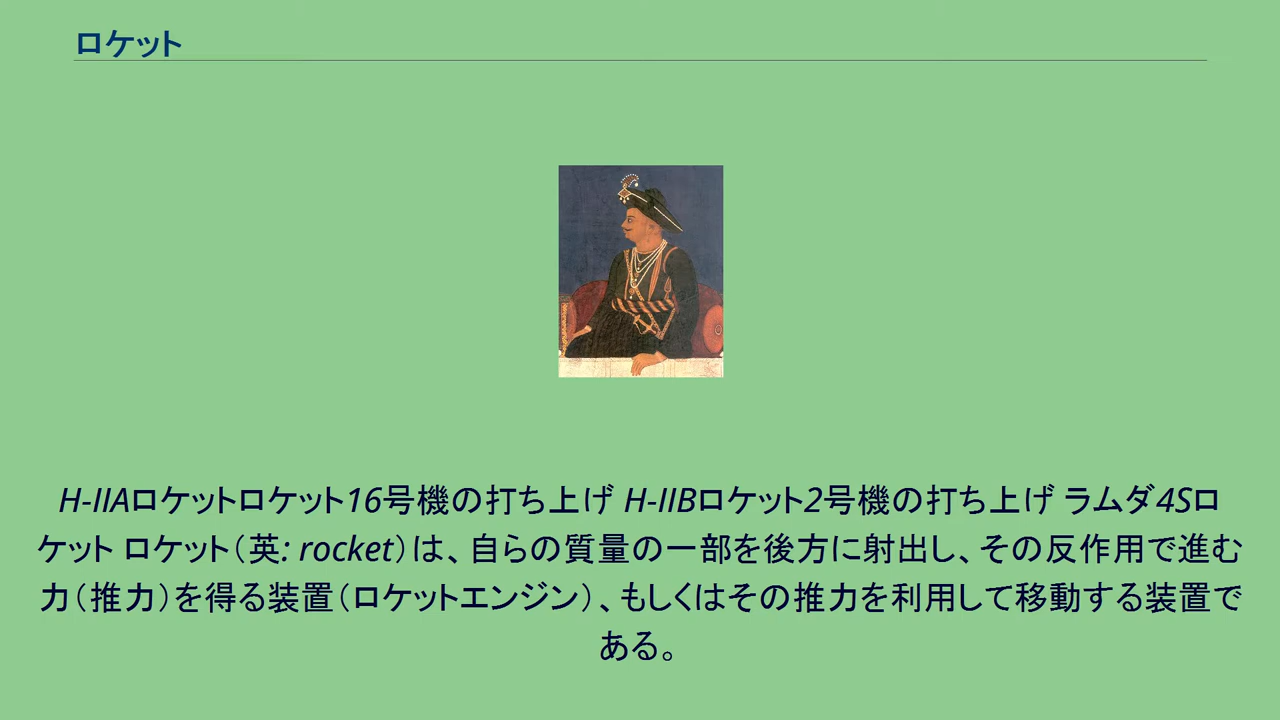 ロケット
H-IIAロケットロケット16号機の打ち上げ H-IIBロケット2号機の打ち上げ ラムダ4Sロ
ケット ロケット（英: rocket）は、自らの質量の一部を後方に射出し、その反作用で進む
力（推力）を得る装置（ロケットエンジン）、もしくはその推力を利用して移動する装置で
ある。